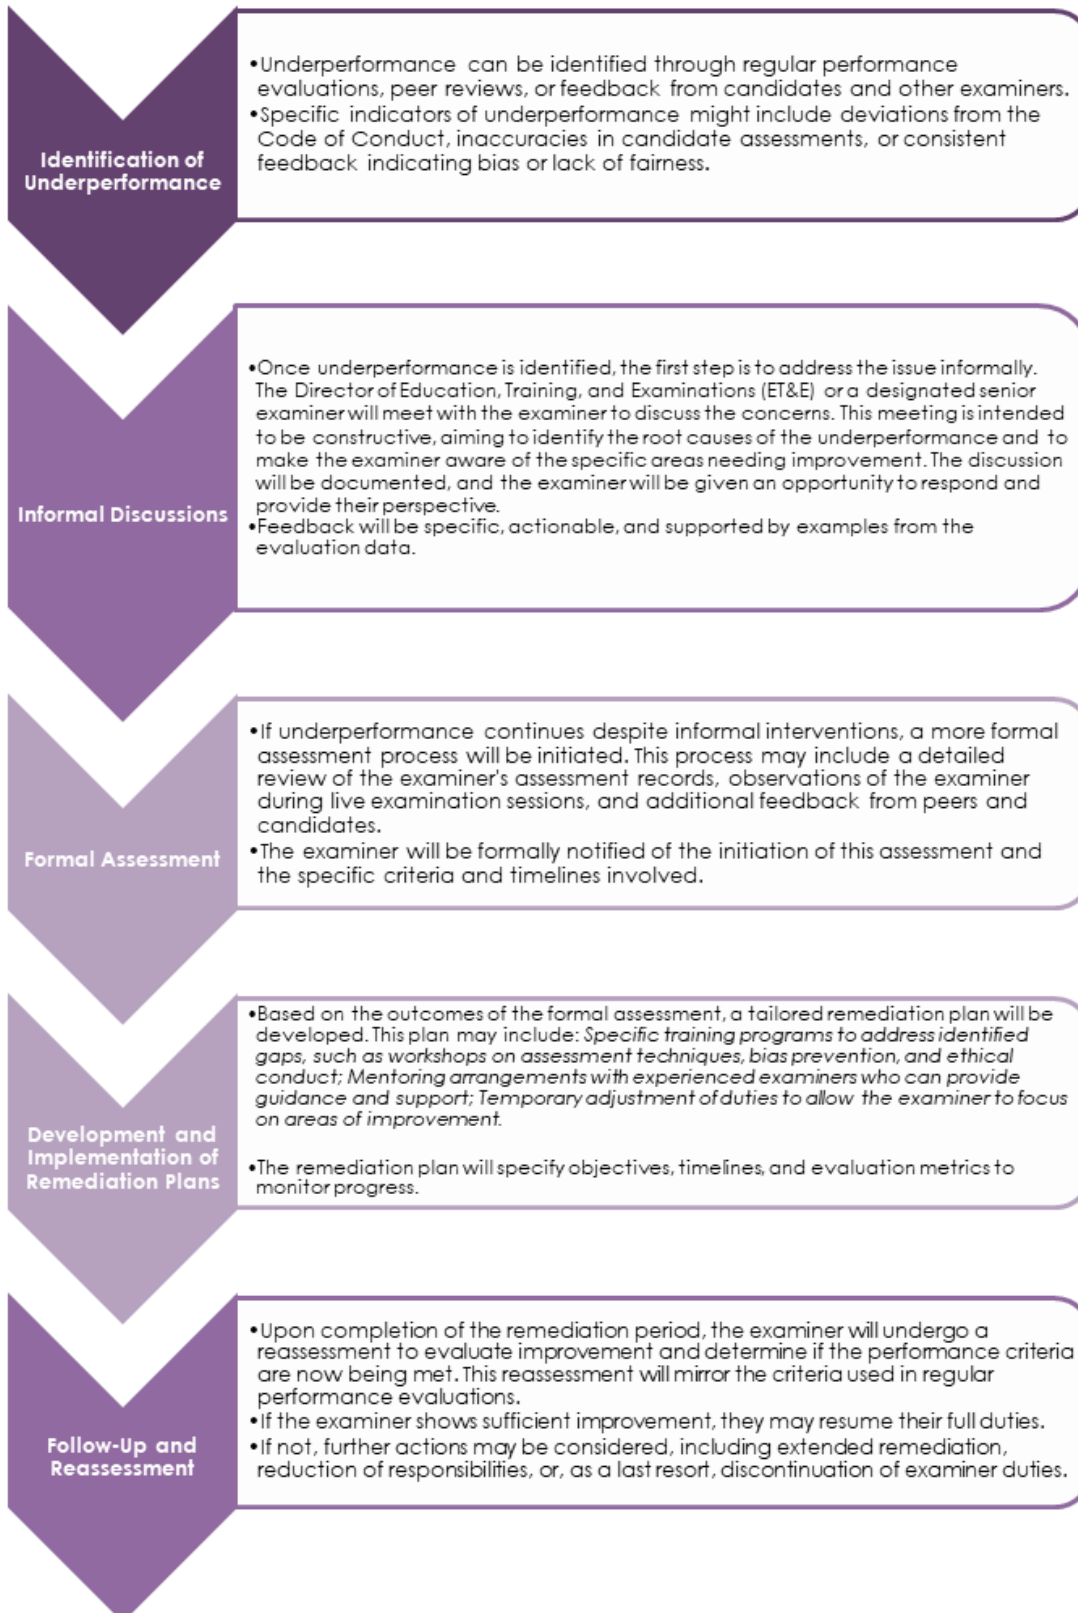 Identification of
Underperformance
•Underperformance can be identified through regular performance
evaluations, peer reviews, or feedback from candidates and other examiners.
•Specific indicators of underperformance might include deviations from the
Code of Conduct, inaccuracies in candidate assessments, or consistent
feedback indicating bias or lack of fairness.
Informal Discussions
•Once underperformance is identified, the first step is to address the issue informally.
The Director of Education, Training, and Examinations (ET&E) or a designated senior
examiner will meet with the examiner to discuss the concerns. This meeting is intended
to be constructive, aiming to identify the root causes of the underperformance and to
make the examiner aware of the specific areas needing improvement. The discussion
will be documented, and the examiner will be given an opportunity to respond and
provide their perspective.
•Feedback will be specific, actionable, and supported by examples from the
evaluation data.
Formal Assessment
•If underperformance continues despite informal interventions, a more formal
assessment process will be initiated. This process may include a detailed
review of the examiner's assessment records, observations of the examiner
during live examination sessions, and additional feedback from peers and
candidates.
•The examiner will be formally notified of the initiation of this assessment and
the specific criteria and timelines involved.
Development and
Implementation of
Remediation Plans
•Based on the outcomes of the formal assessment, a tailored remediation plan will be
developed. This plan may include: Specific training programs to address identified
gaps, such as workshops on assessment techniques, bias prevention, and ethical
conduct; Mentoring arrangements with experienced examiners who can provide
guidance and support; Temporary adjustment of duties to allow the examiner to focus
on areas of improvement.
•The remediation plan will specify objectives, timelines, and evaluation metrics to
monitor progress.
Follow-Up and
Reassessment
•Upon completion of the remediation period, the examiner will undergo a
reassessment to evaluate improvement and determine if the performance criteria
are now being met. This reassessment will mirror the criteria used in regular
performance evaluations.
•If the examiner shows sufficient improvement, they may resume their full duties.
•If not, further actions may be considered, including extended remediation,
reduction of responsibilities, or, as a last resort, discontinuation of examiner duties.